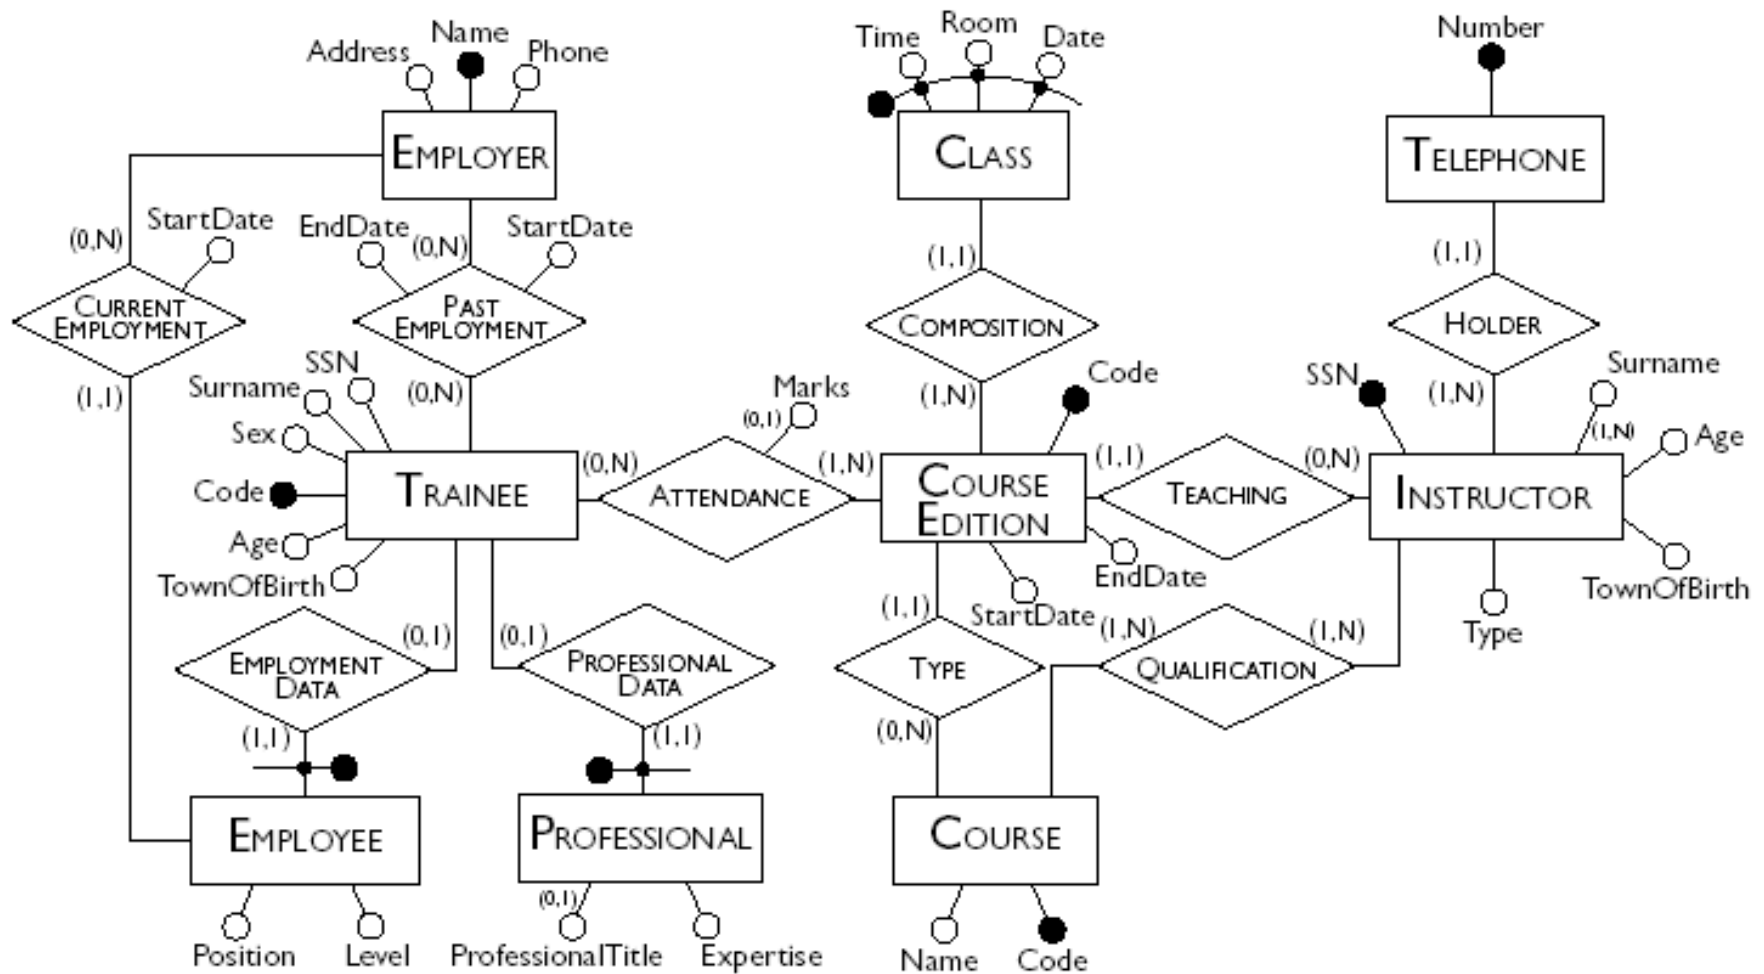 Name
Address
Phone
EMPLOYER
Time
Room
Date
CLASS
Number
TELEPHONE
(0,N)
StartDate
EndDate
(0,N)
StartDate
(1,1)
(1,1)
CURRENT
EMPLOYMENT
PAST
EMPLOYMENT
COMPOSITION
HOLDER
(1,1)
Surname
SSN
(0,N)
Marks
(0,1)
(1,N)
Code
SSN
(1,N)
Surname
(1,N)
Age
Sex
Code
Age
TownOfBirth
TRAINEE
(0,N)
ATTENDANCE
(1,N)
COURSE
EDITION
(1,1)
TEACHING
(0,N)
INSTRUCTOR
EndDate
StartDate
TownOfBirth
Type
(0,1)
(0,1)
(1,1)
(1,N)
(1,N)
EMPLOYMENT
DATA
PROFESSIONAL
DATA
TYPE
QUALIFICATION
(1,1)
(1,1)
(0,N)
EMPLOYEE
PROFESSIONAL
COURSE
Position
Level
(0,1)
ProfessionalTitle
Expertise
Name
Code